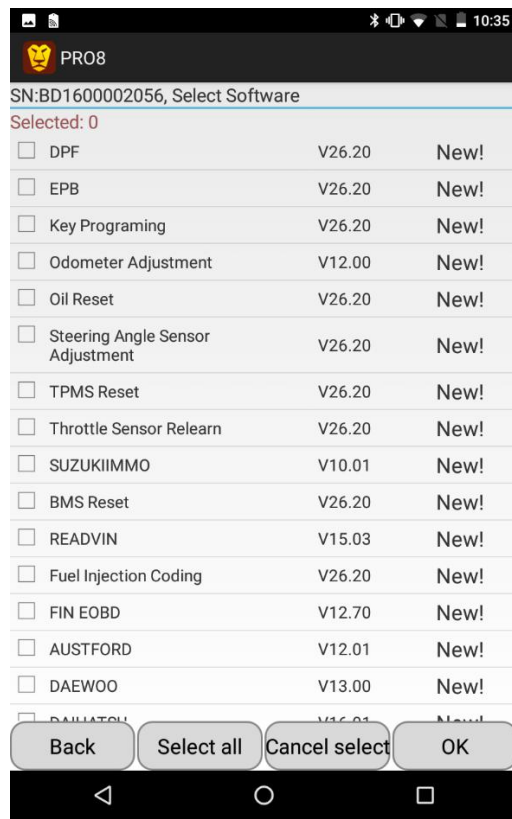 10:35
PRO8
SN:BD1600002056, Select Software
Selected: 0
DPF V26.20 New!
EPB V26.20 New!
Key Programing V26.20 New!
Odometer Adjustment V12.00 New!
Oil Reset V26.20 New!
Steering Angle Sensor
Adjustment V26.20 New!
TPMS Reset V26.20 New!
Throttle Sensor Relearn V26.20 New!
SUZUKIIMMO V10.01 New!
BMS Reset V26.20 New!
READVIN V15.03 New!
Fuel Injection Coding V26.20 New!
FIN EOBD V12.70 New!
AUSTFORD V12.01 New!
DAEWOO V13.00 New!
DAIHATSU V16.01 New!
Back Select all Cancel select OK